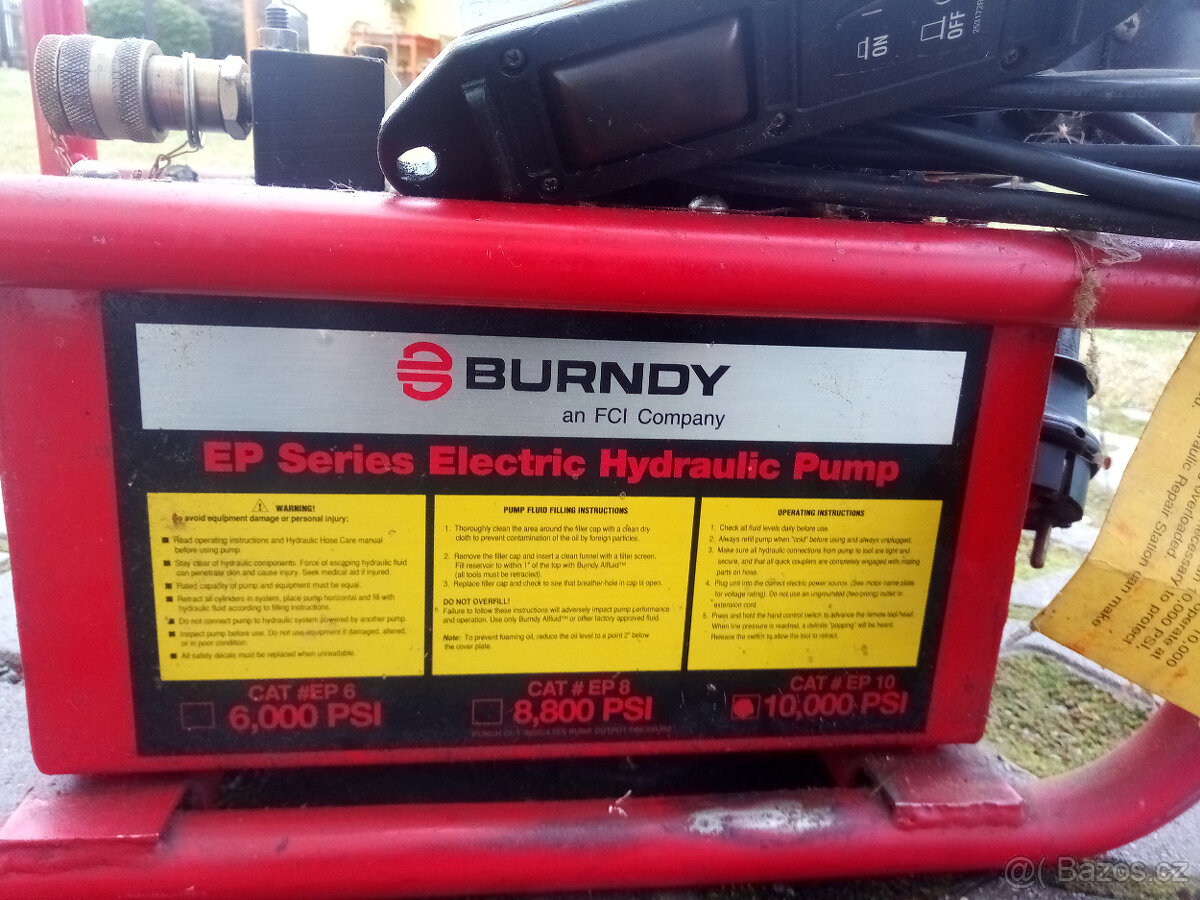 ON
OFF
BURNDY
an FCI Company
EP Series Electric Hydraulic Pump
WARNING!
To avoid equipment damage or personal injury:
■ Read operating instructions and Hydraulic Hose Care manual
before using pump.
■ Stay clear of hydraulic components. Force of escaping hydraulic fluid
can penetrate skin and cause injury. Seek medical aid if injured.
■ Rated capacity of pump and equipment must be equal.
■ Retract all cylinders in system, place pump horizontal and fill with
hydraulic fluid according to filling instructions.
■ Do not connect pump to hydraulic system powered by another pump.
■ Inspect pump before use. Do not use equipment if damaged, altered,
or in poor condition.
■ All safety decals must be replaced when unreadable.
PUMP FLUID FILLING INSTRUCTIONS
1. Thoroughly clean the area around the filler cap with a clean dry
cloth to prevent contamination of the oil by foreign particles.
2. Remove the filler cap and insert a clean funnel with a filler screen.
Fill reservoir to within 1" of the top with Burndy Allfluid™
(all tools must be retracted).
3. Replace filler cap and check to see that breather-hole in cap is open.
DO NOT OVERFILL!
Failure to follow these instructions will adversely impact pump performance
and operation. Use only Burndy Allfluid™ or other factory approved fluid.
Note: To prevent foaming oil, reduce the oil level to a point 2" below
the cover plate.
OPERATING INSTRUCTIONS
1. Check all fluid levels daily before use.
2. Always refill pump when "cold" before using and always unplugged.
3. Make sure all hydraulic connections from pump to tool are tight and
secure, and that all quick couplers are completely engaged with mating
parts on hose.
4. Plug unit into the correct electric power source. (See motor name plate
for voltage rating). Do not use an ungrounded (two-prong) outlet or
extension cord.
5. Press and hold the hand control switch to advance the remote tool head.
When line pressure is reached, a definite "popping" will be heard.
Release the switch to allow the tool to retract.
CAT #EP 6
6,000 PSI
CAT # EP 8
8,800 PSI
CAT # EP 10
10,000 PSI
PUNCH OUT INDICATES PUMP OUTPUT PRESSURE
operate at
10,000 PSI,
necessary to protect
overloaded
Hydraulic Repair Station can make
@( Bazos.cz